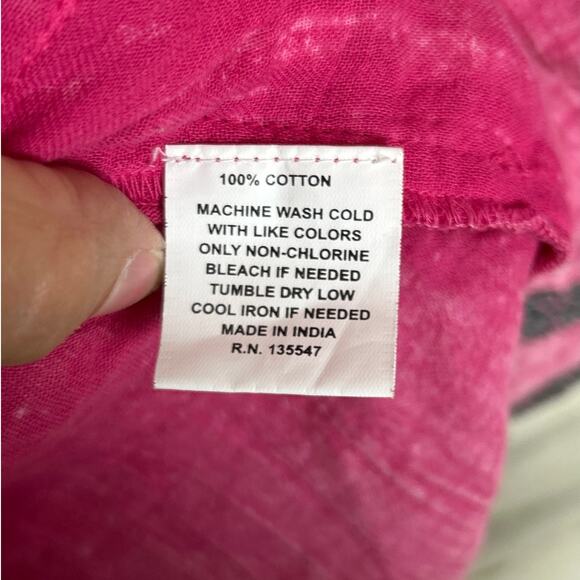 100% COTTON
MACHINE WASH COLD
WITH LIKE COLORS
ONLY NON-CHLORINE
BLEACH IF NEEDED
TUMBLE DRY LOW
COOL IRON IF NEEDED
MADE IN INDIA
R.N. 135547